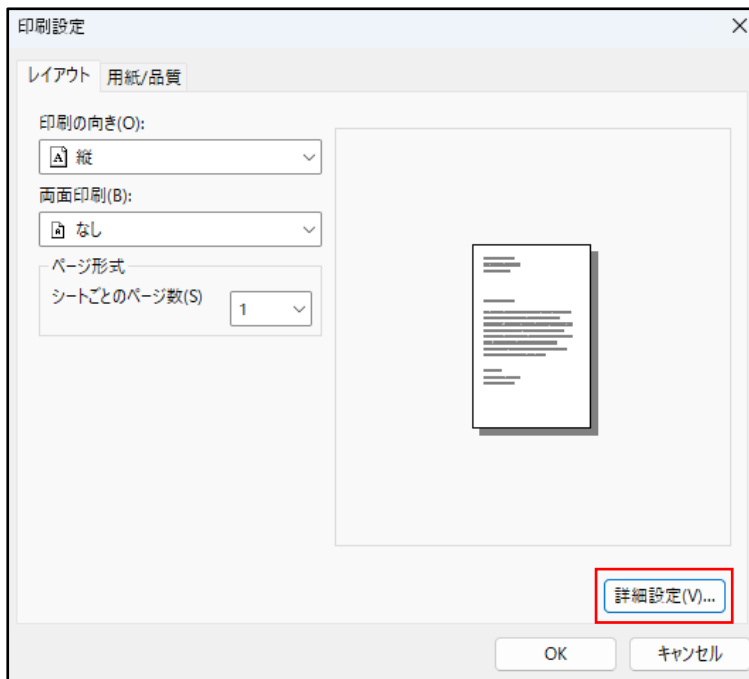 印刷設定
レイアウト 用紙/品質
印刷の向き(O):
縦
両面印刷(B):
なし
ページ形式
シートごとのページ数(S) 1
詳細設定(V)...
OK キャンセル